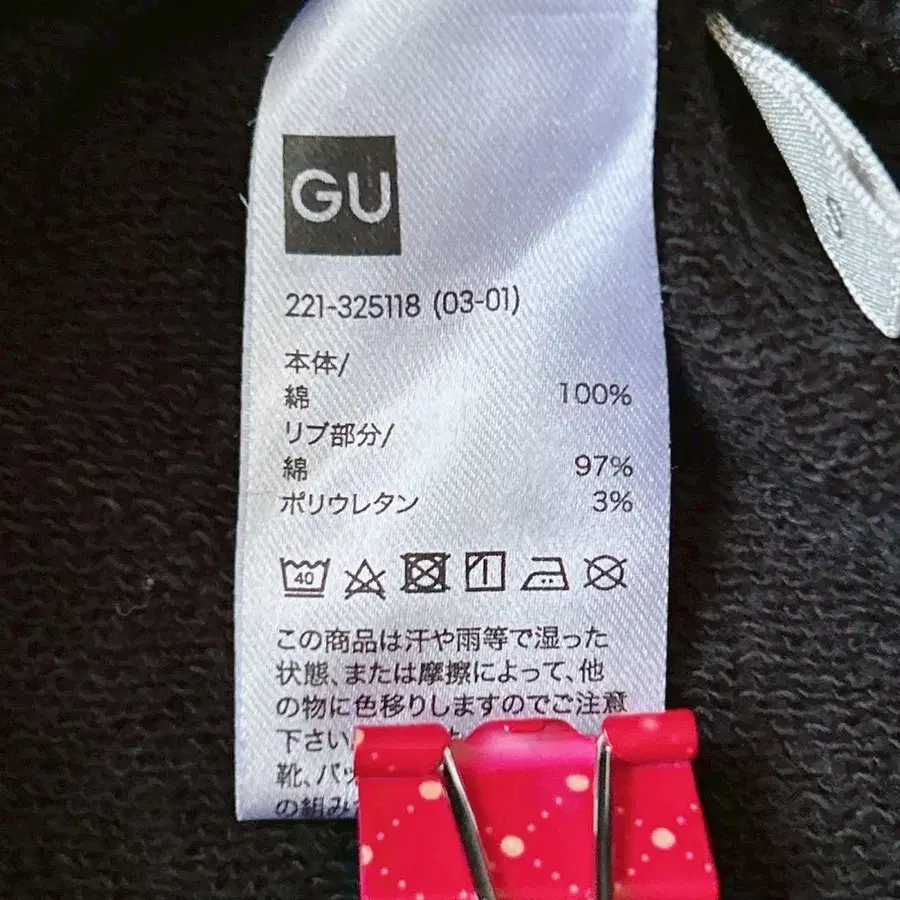 GU
221-325118 (03-01)
本体/
綿 100%
リブ部分/
綿 97%
ポリウレタン 3%
40
この商品は汗や雨等で湿った
状態、または摩擦によって、他
の物に色移りしますのでご注意
下さい
靴、バッ
の組み